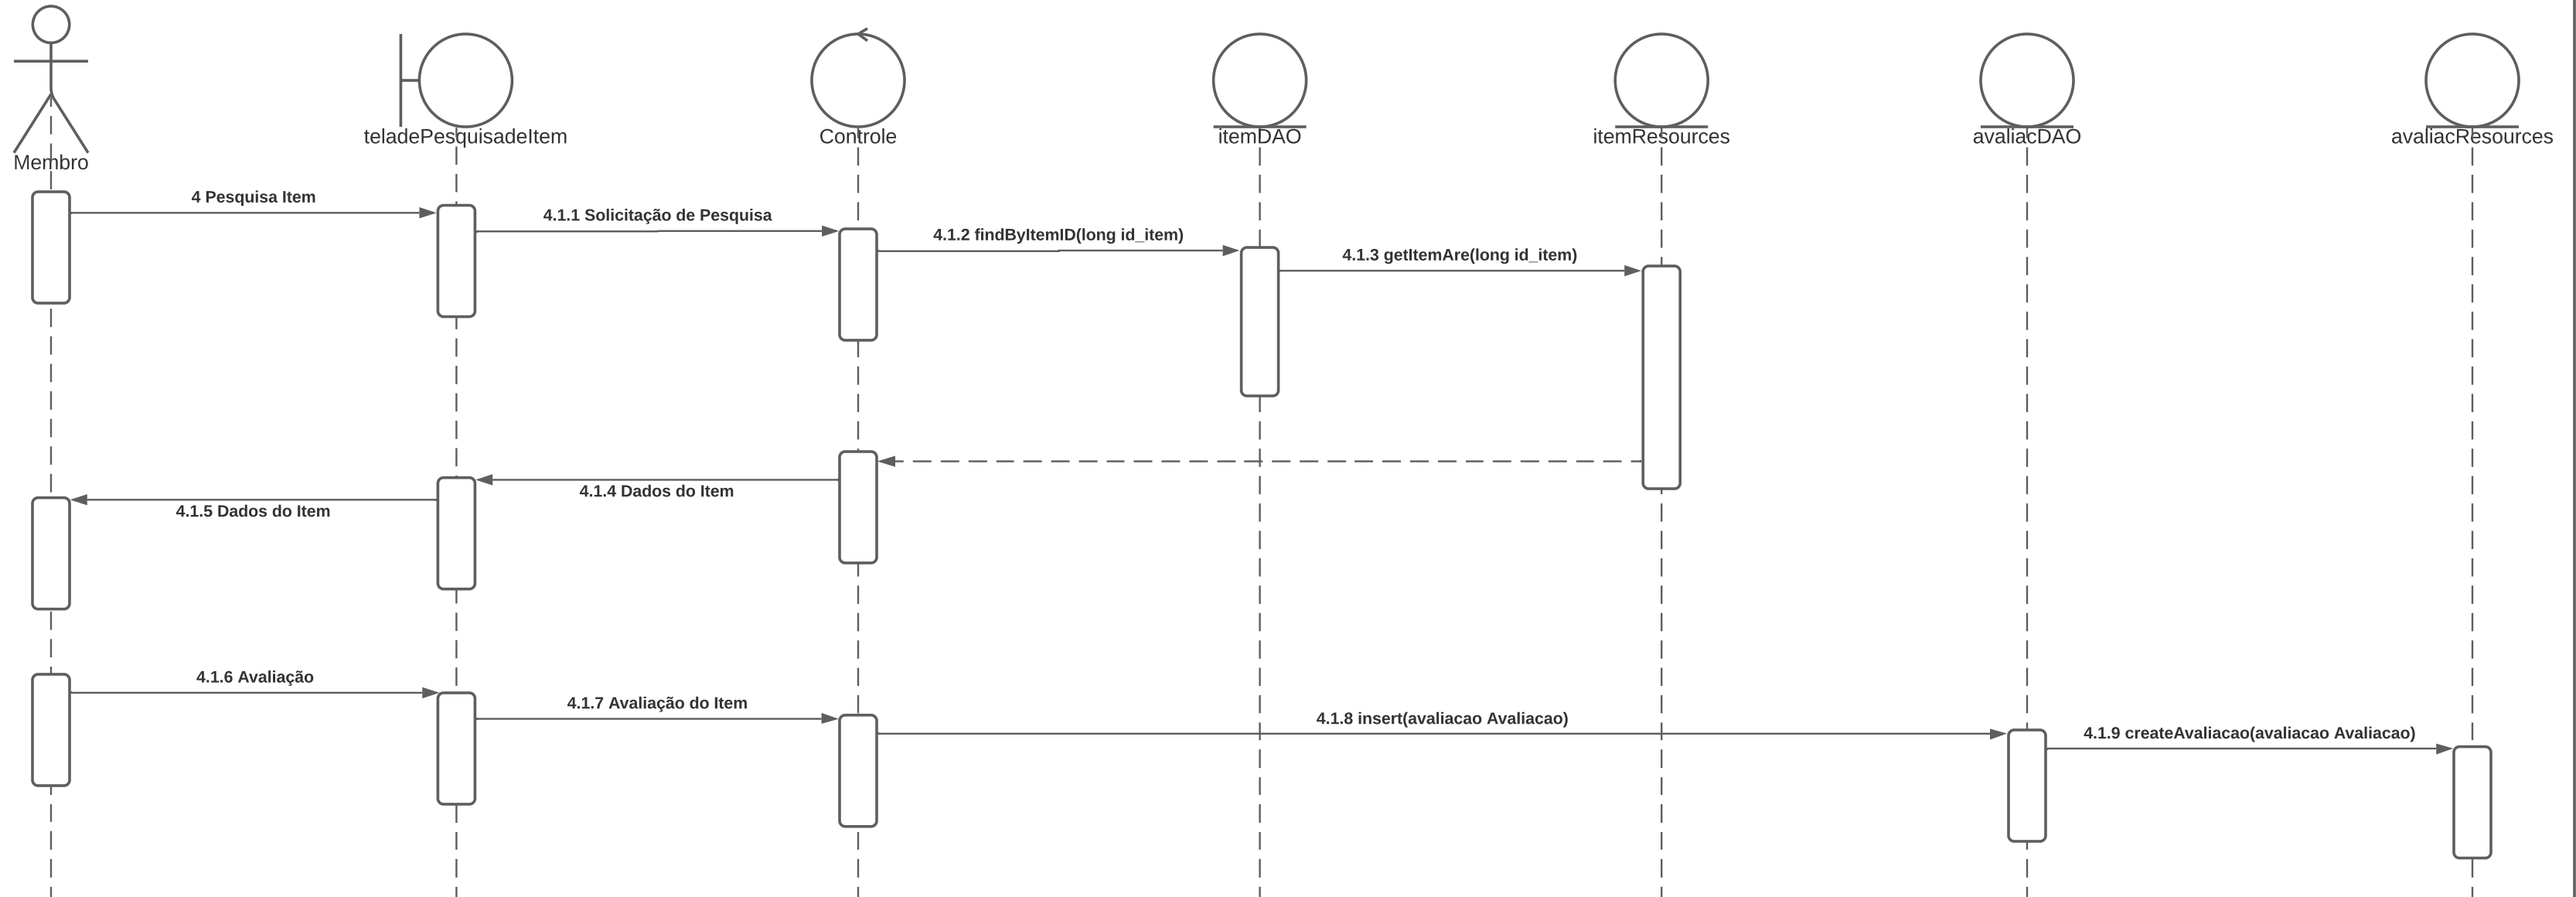 Membro
teladePesquisadeItem
Controle
itemDAO
itemResources
avaliacDAO
avaliacResources
4 Pesquisa Item
4.1.1 Solicitação de Pesquisa
4.1.2 findByItemID(long id_item)
4.1.3 getItemAre(long id_item)
4.1.4 Dados do Item
4.1.5 Dados do Item
4.1.6 Avaliação
4.1.7 Avaliação do Item
4.1.8 insert(avaliacao Avaliacao)
4.1.9 createAvaliacao(avaliacao Avaliacao)